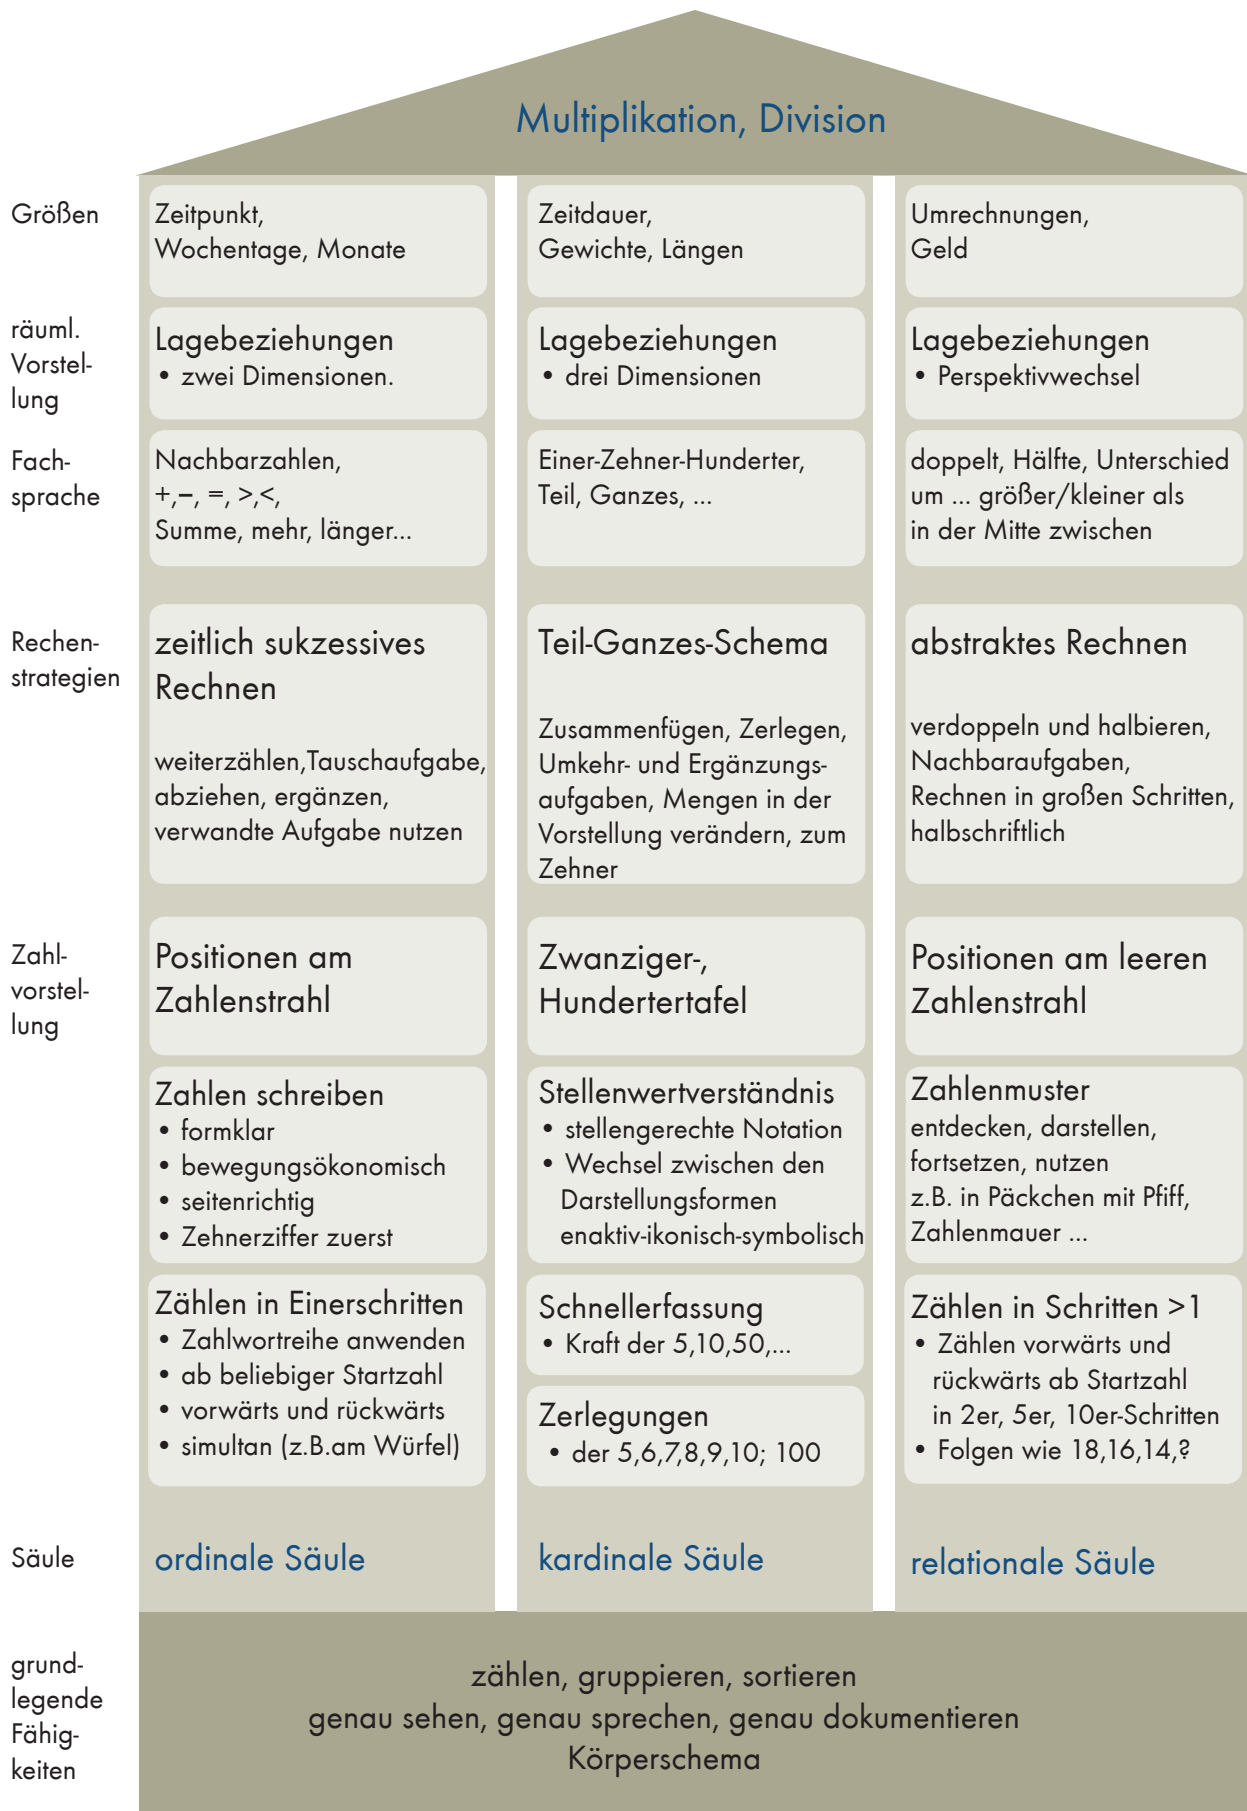 Multiplikation, Division
Größen
Zeitpunkt,
Wochentage, Monate
Zeitdauer,
Gewichte, Längen
Umrechnungen,
Geld
räuml.
Vorstel-
lung
Lagebeziehungen
• zwei Dimensionen.
Lagebeziehungen
• drei Dimensionen
Lagebeziehungen
• Perspektivwechsel
Fach-
sprache
Nachbarzahlen,
+,–, =, >,<,
Summe, mehr, länger...
Einer-Zehner-Hunderter,
Teil, Ganzes, ...
doppelt, Hälfte, Unterschied
um ... größer/kleiner als
in der Mitte zwischen
Rechen-
strategien
zeitlich sukzessives
Rechnen
weiterzählen,Tauschaufgabe,
abziehen, ergänzen,
verwandte Aufgabe nutzen
Teil-Ganzes-Schema
Zusammenfügen, Zerlegen,
Umkehr- und Ergänzungs-
aufgaben, Mengen in der
Vorstellung verändern, zum
Zehner
abstraktes Rechnen
verdoppeln und halbieren,
Nachbaraufgaben,
Rechnen in großen Schritten,
halbschriftlich
Zahl-
vorstel-
lung
Positionen am
Zahlenstrahl
Zwanziger-,
Hundertertafel
Positionen am leeren
Zahlenstrahl
Zahlen schreiben
• formklar
• bewegungsökonomisch
• seitenrichtig
• Zehnerziffer zuerst
Stellenwertverständnis
• stellengerechte Notation
• Wechsel zwischen den
Darstellungsformen
enaktiv-ikonisch-symbolisch
Zahlenmuster
entdecken, darstellen,
fortsetzen, nutzen
z.B. in Päckchen mit Pfiff,
Zahlenmauer ...
Zählen in Einerschritten
• Zahlwortreihe anwenden
• ab beliebiger Startzahl
• vorwärts und rückwärts
• simultan (z.B.am Würfel)
Schnellerfassung
• Kraft der 5,10,50,...
Zerlegungen
• der 5,6,7,8,9,10; 100
Zählen in Schritten >1
• Zählen vorwärts und
rückwärts ab Startzahl
in 2er, 5er, 10er-Schritten
• Folgen wie 18,16,14,?
Säule
ordinale Säule
kardinale Säule
relationale Säule
grund-
legende
Fähig-
keiten
zählen, gruppieren, sortieren
genau sehen, genau sprechen, genau dokumentieren
Körperschema